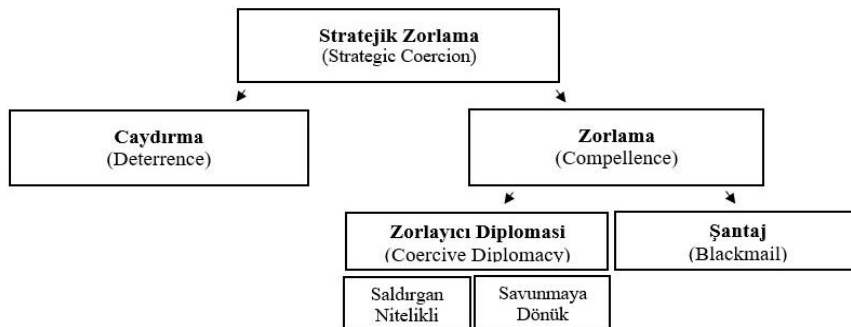 Stratejik Zorlama
(Strategic Coercion)
Caydırma
(Deterrence)
Zorlama
(Compellence)
Zorlayıcı Diplomasi
(Coercive Diplomacy)
Şantaj
(Blackmail)
Saldırgan
Nitelikli
Savunmaya
Dönük